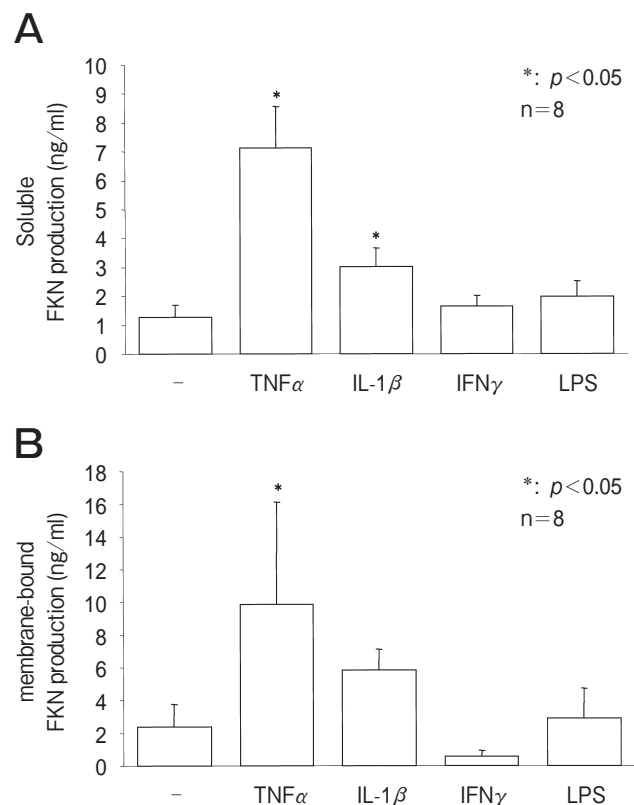 A
Soluble
FKN production (ng/ml)
10
9
8
7
6
5
4
3
2
1
0
*
*
*: p<0.05
n=8
– TNFα IL-1β IFNγ LPS
B
membrane-bound
FKN production (ng/ml)
18
16
14
12
10
8
6
4
2
0
*
*: p<0.05
n=8
– TNFα IL-1β IFNγ LPS